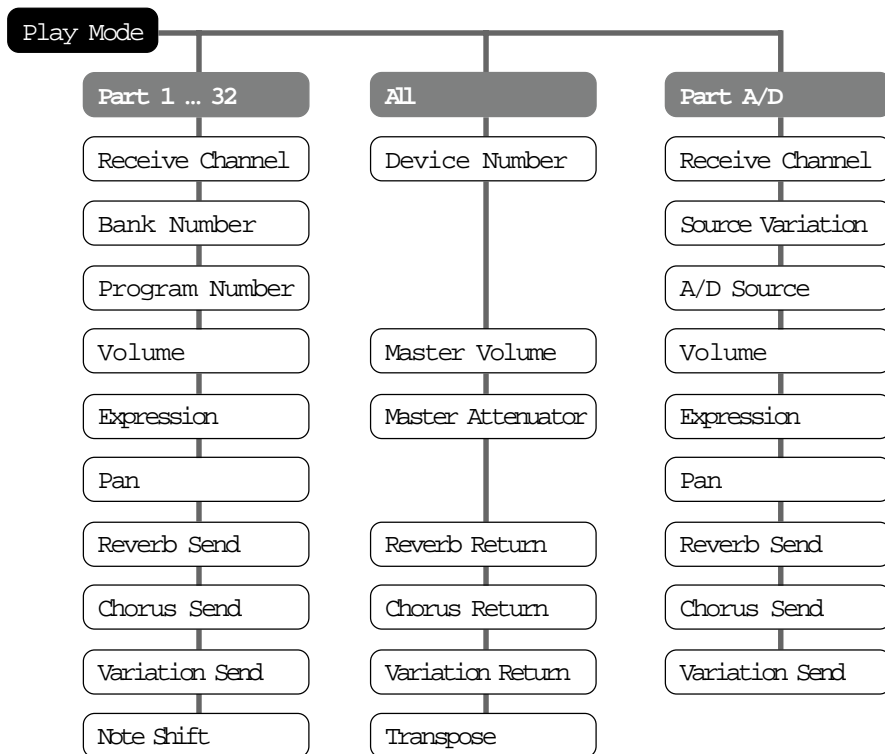 Play Mode
Part 1 ... 32
Receive Channel
Bank Number
Program Number
Volume
Expression
Pan
Reverb Send
Chorus Send
Variation Send
Note Shift
All
Device Number
Master Volume
Master Attenuator
Reverb Return
Chorus Return
Variation Return
Transpose
Part A/D
Receive Channel
Source Variation
A/D Source
Volume
Expression
Pan
Reverb Send
Chorus Send
Variation Send